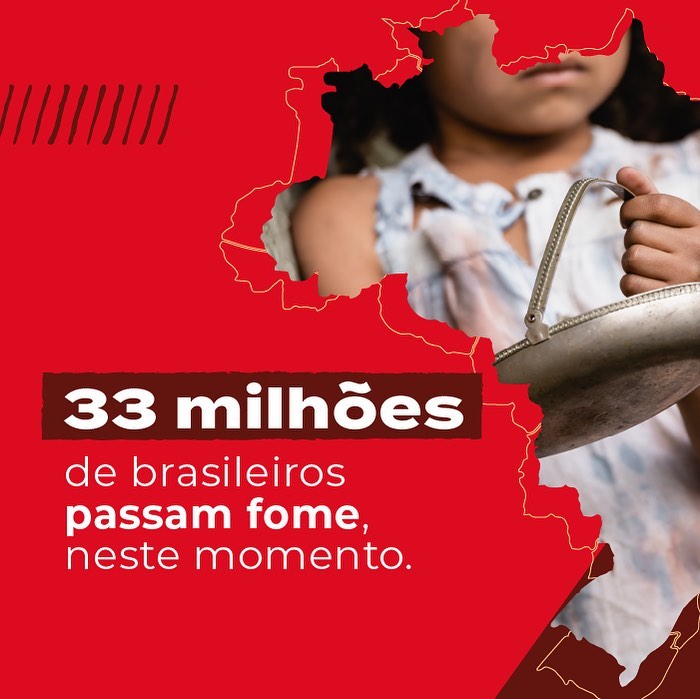 33 milhões
de brasileiros
passam fome,
neste momento.